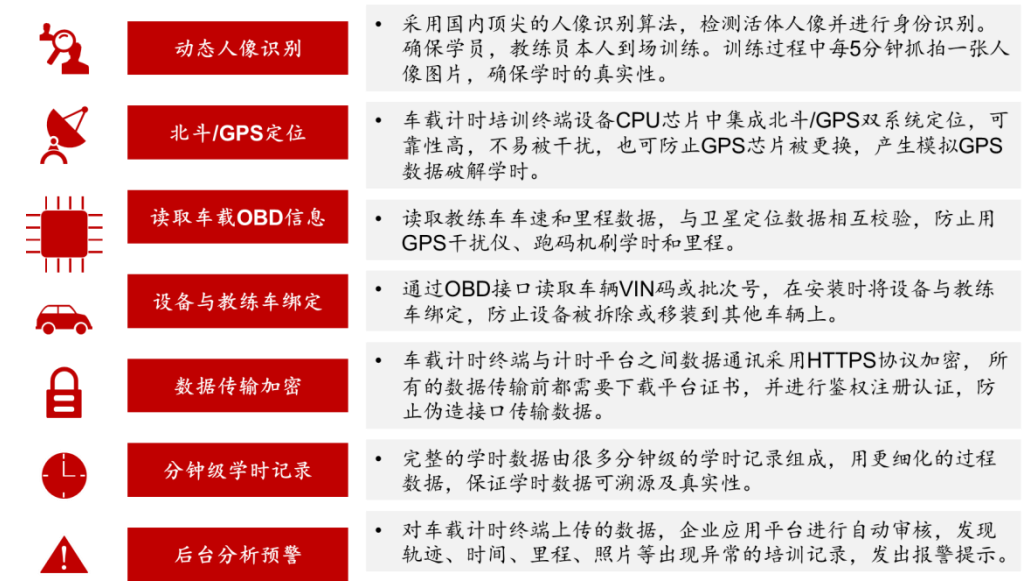 动态人像识别
• 采用国内顶尖的人像识别算法，检测活体人像并进行身份识别。
确保学员，教练员本人到场训练。训练过程中每5分钟抓拍一张人
像图片，确保学时的真实性。
北斗/GPS定位
• 车载计时培训终端设备CPU芯片中集成北斗/GPS双系统定位，可
靠性高，不易被干扰，也可防止GPS芯片被更换，产生模拟GPS
数据破解学时。
读取车载OBD信息
• 读取教练车车速和里程数据，与卫星定位数据相互校验，防止用
GPS干扰仪、跑码机刷学时和里程。
设备与教练车绑定
• 通过OBD接口读取车辆VIN码或批次号，在安装时将设备与教练
车绑定，防止设备被拆除或移装到其他车辆上。
数据传输加密
• 车载计时终端与计时平台之间数据通讯采用HTTPS协议加密， 所
有的数据传输前都需要下载平台证书，并进行鉴权注册认证，防
止伪造接口传输数据。
分钟级学时记录
• 完整的学时数据由很多分钟级的学时记录组成，用更细化的过程
数据，保证学时数据可溯源及真实性。
后台分析预警
• 对车载计时终端上传的数据，企业应用平台进行自动审核，发现
轨迹、时间、里程、照片等出现异常的培训记录，发出报警提示。